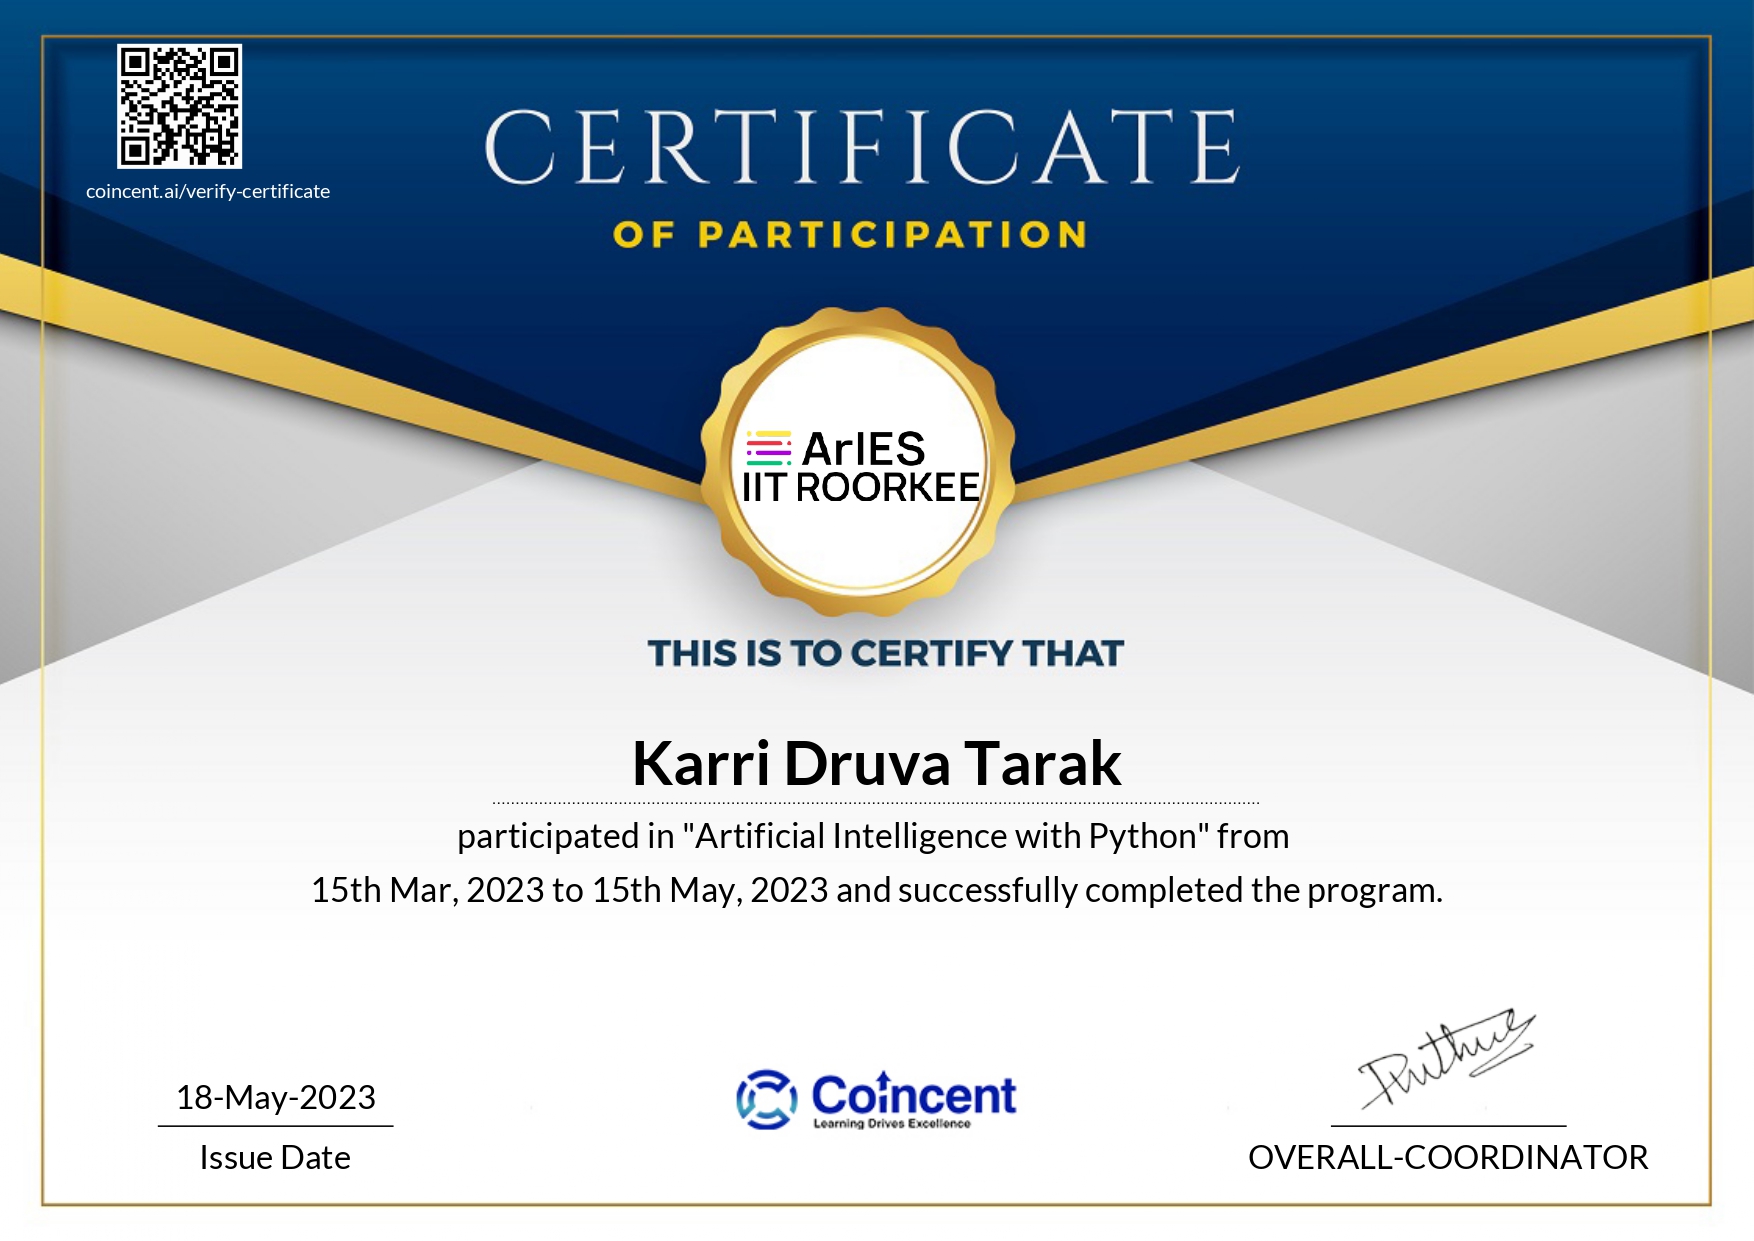 coincent.ai/verify-certificate
CERTIFICATE
OF PARTICIPATION
ArIES
IIT ROORKEE
THIS IS TO CERTIFY THAT
Karri Druva Tarak
participated in "Artificial Intelligence with Python" from
15th Mar, 2023 to 15th May, 2023 and successfully completed the program.
18-May-2023
Issue Date
Coincent
Learning Drives Excellence
OVERALL-COORDINATOR